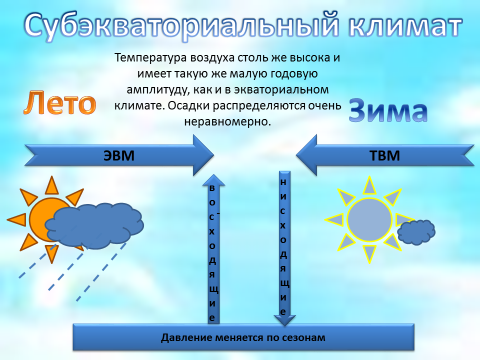 Субэкваториальный климат
Температура воздуха столь же высока и
имеет такую же малую годовую
амплитуду, как и в экваториальном
климате. Осадки распределяются очень
неравномерно.
Лето
Зима
ЭВМ
ТВМ
восходящие
нисходящие
Давление меняется по сезонам